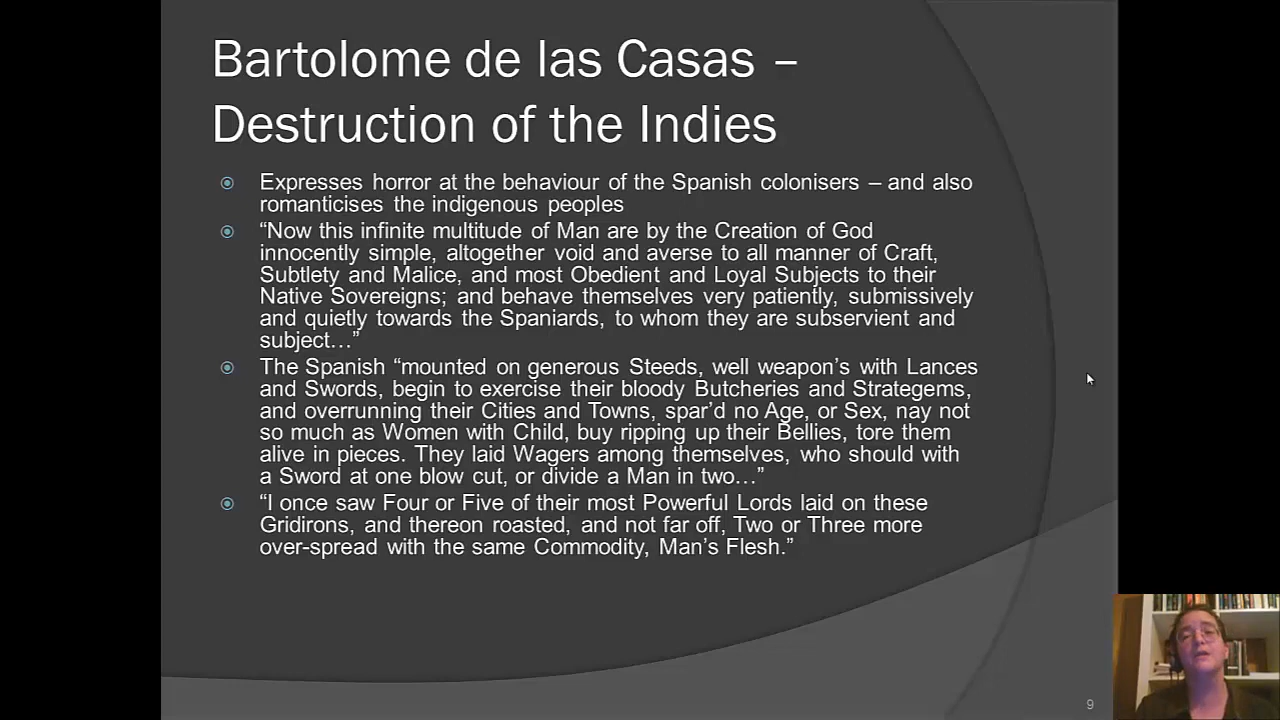 Bartolome de las Casas –
Destruction of the Indies
Expresses horror at the behaviour of the Spanish colonisers – and also
romanticises the indigenous peoples
“Now this infinite multitude of Man are by the Creation of God
innocently simple, altogether void and averse to all manner of Craft,
Subtlety and Malice, and most Obedient and Loyal Subjects to their
Native Sovereigns; and behave themselves very patiently, submissively
and quietly towards the Spaniards, to whom they are subservient and
subject…”
The Spanish “mounted on generous Steeds, well weapon’s with Lances
and Swords, begin to exercise their bloody Butcheries and Strategems,
and overrunning their Cities and Towns, spar’d no Age, or Sex, nay not
so much as Women with Child, buy ripping up their Bellies, tore them
alive in pieces. They laid Wagers among themselves, who should with
a Sword at one blow cut, or divide a Man in two…”
“I once saw Four or Five of their most Powerful Lords laid on these
Gridirons, and thereon roasted, and not far off, Two or Three more
over-spread with the same Commodity, Man’s Flesh.”
9